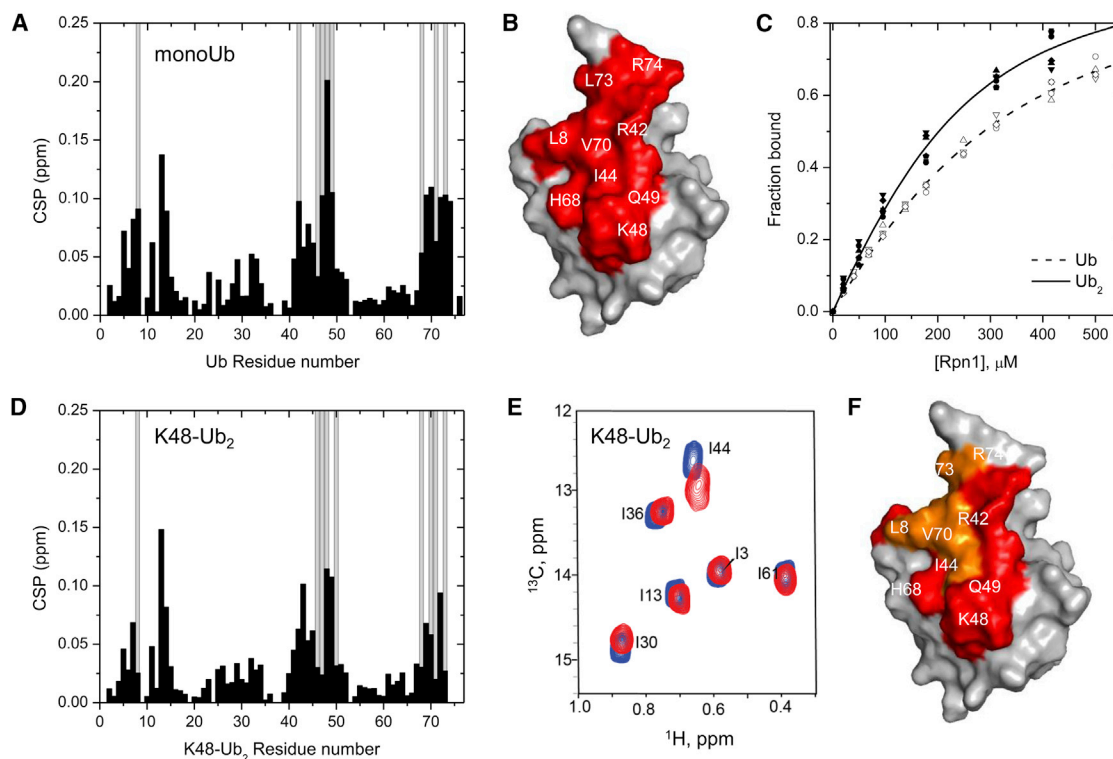 A
monoUb
CSP (ppm)
0.25
0.20
0.15
0.10
0.05
0.00
0 10 20 30 40 50 60 70
Ub Residue number
B
R74
L73
R42
L8
V70
I44
H68
Q49
K48
C
Fraction bound
0.8
0.6
0.4
0.2
0.0
0 100 200 300 400 500
[Rpn1], μM
Ub
Ub₂
D
K48-Ub₂
CSP (ppm)
0.25
0.20
0.15
0.10
0.05
0.00
0 10 20 30 40 50 60 70
K48-Ub₂ Residue number
E
K48-Ub₂
¹³C, ppm
12
13
14
15
I44
I36
I3
I61
I13
I30
1.0 0.8 0.6 0.4
¹H, ppm
F
R74
73
R42
L8
V70
I44
H68
Q49
K48